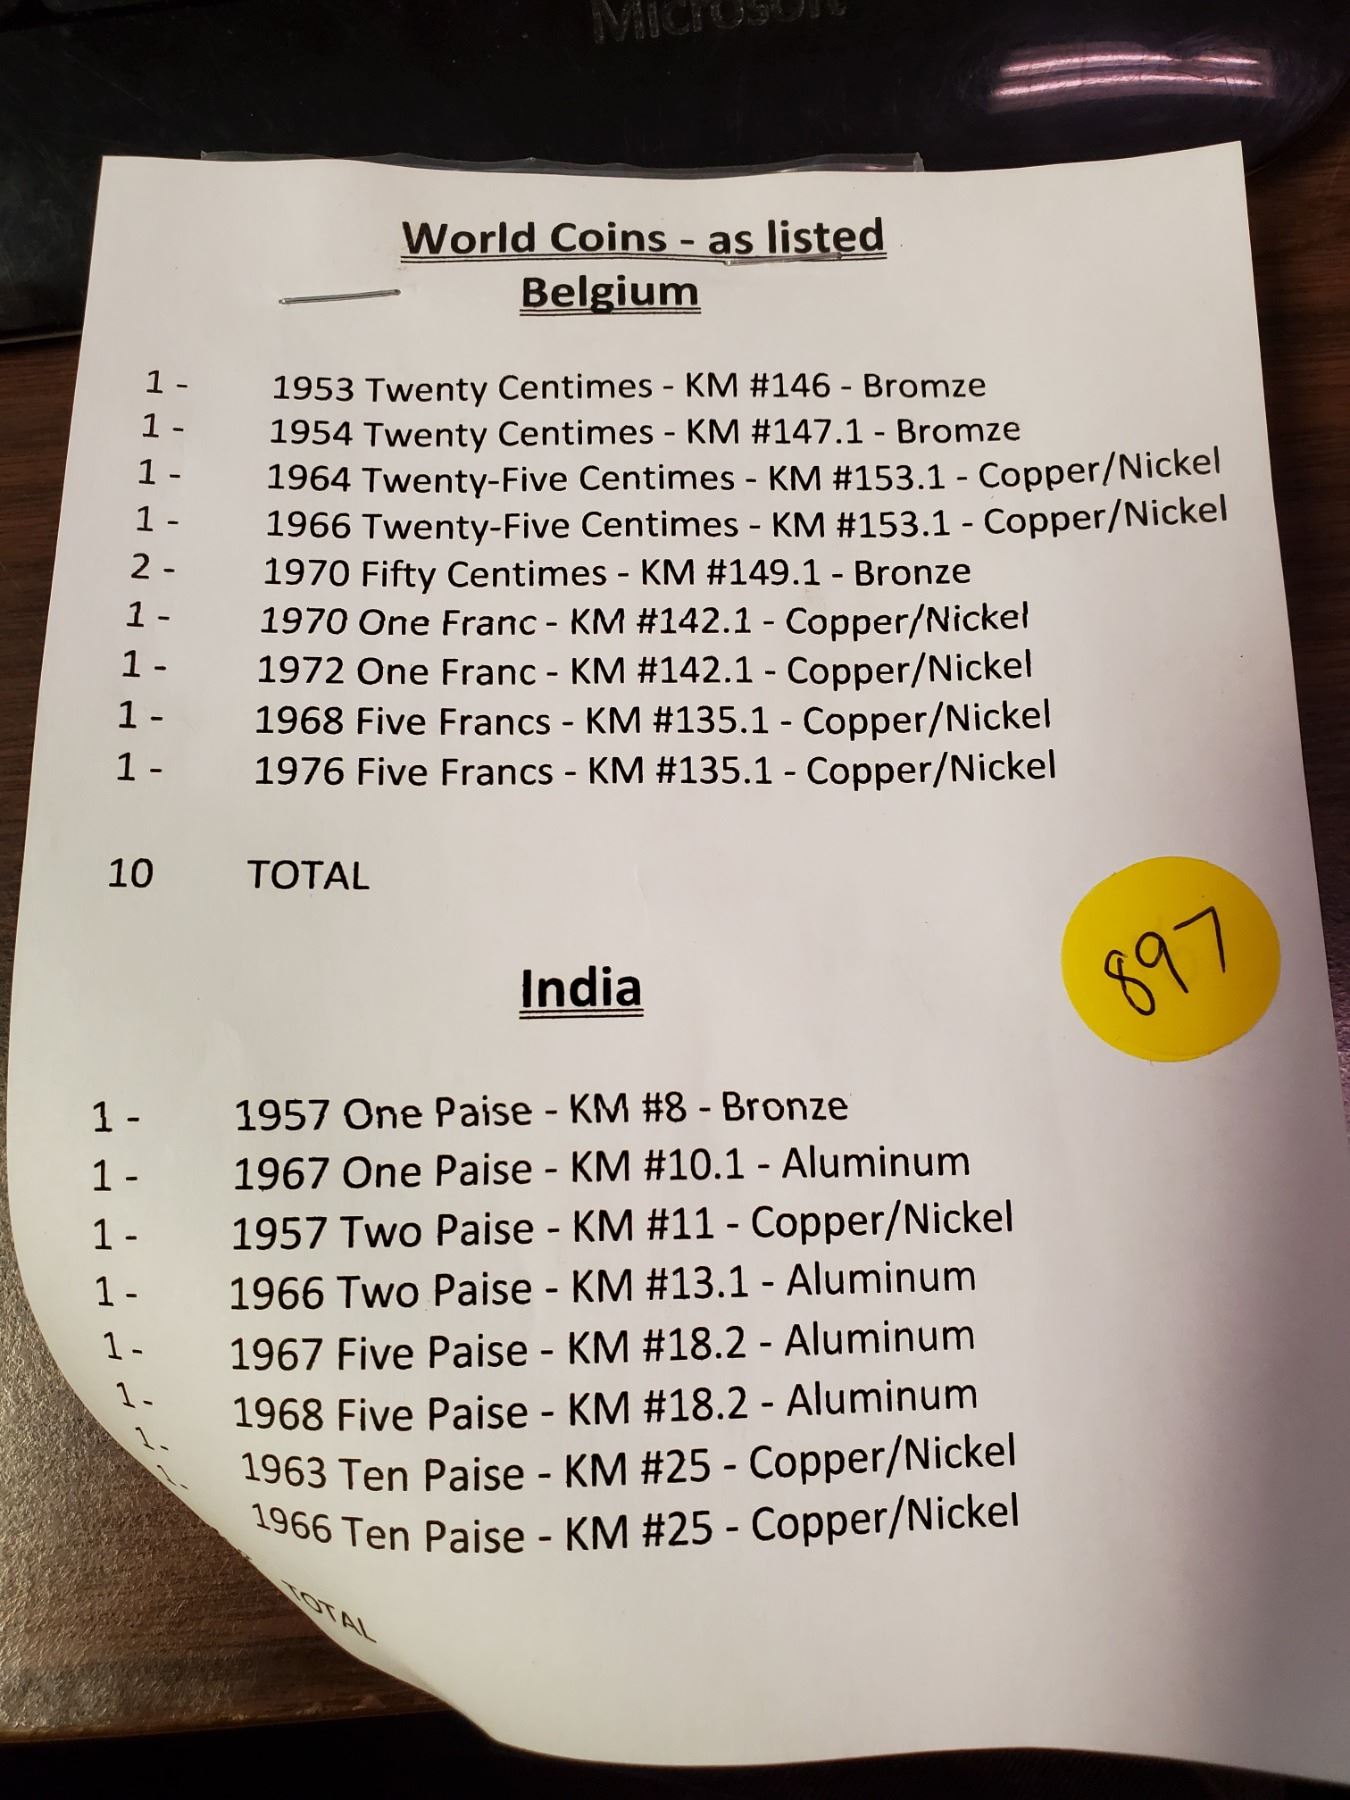 Microsoft
World Coins - as listed
Belgium
1 - 1953 Twenty Centimes - KM #146 - Bromze
1 - 1954 Twenty Centimes - KM #147.1 - Bromze
1 - 1964 Twenty-Five Centimes - KM #153.1 - Copper/Nickel
1 - 1966 Twenty-Five Centimes - KM #153.1 - Copper/Nickel
2 - 1970 Fifty Centimes - KM #149.1 - Bronze
1 - 1970 One Franc - KM #142.1 - Copper/Nickel
1 - 1972 One Franc - KM #142.1 - Copper/Nickel
1 - 1968 Five Francs - KM #135.1 - Copper/Nickel
1 - 1976 Five Francs - KM #135.1 - Copper/Nickel
10 TOTAL
897
India
1 - 1957 One Paise - KM #8 - Bronze
1 - 1967 One Paise - KM #10.1 - Aluminum
1 - 1957 Two Paise - KM #11 - Copper/Nickel
1 - 1966 Two Paise - KM #13.1 - Aluminum
1 - 1967 Five Paise - KM #18.2 - Aluminum
1 - 1968 Five Paise - KM #18.2 - Aluminum
1 - 1963 Ten Paise - KM #25 - Copper/Nickel
1 - 1966 Ten Paise - KM #25 - Copper/Nickel
TOTAL